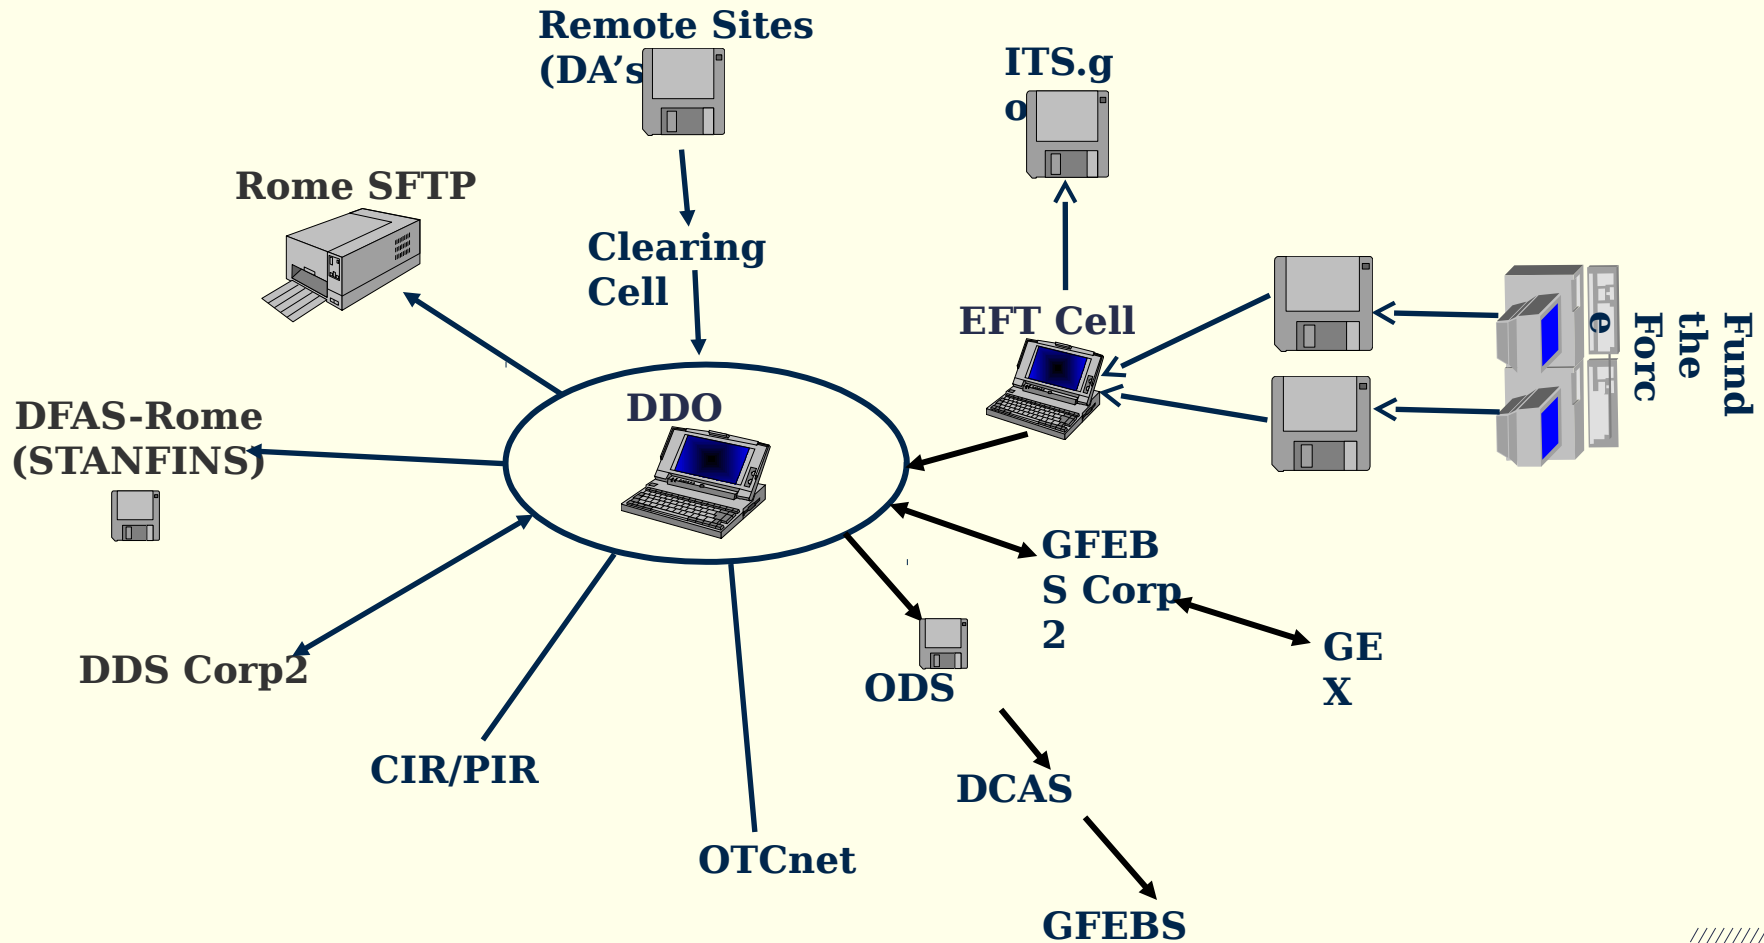 Remote Sites
(DA’s
ITS.g
o
Rome SFTP
Clearing
Cell
EFT Cell
Fund
the
Forc
e
DDO
DFAS-Rome
(STANFINS)
GFEB
S Corp
2
GE
X
DDS Corp2
ODS
CIR/PIR
DCAS
OTCnet
GFEBS